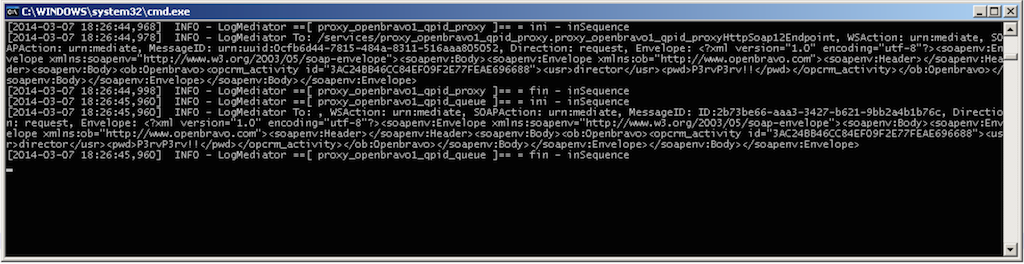 C:\WINDOWS\system32\cmd.exe
[2014-03-07 18:26:44,968]  INFO - LogMediator ==[ proxy_openbravo1_qpid_proxy ]== = ini - inSequence
[2014-03-07 18:26:44,978]  INFO - LogMediator To: /services/proxy_openbravo1_qpid_proxy.proxy_openbravo1_qpid_proxyHttpSoap12Endpoint, WSAction: urn:mediate, SO
APAction: urn:mediate, MessageID: urn:uuid:0cfb6d44-7815-484a-8311-516aaa805052, Direction: request, Envelope: <?xml version="1.0" encoding="utf-8"?><soapenv:En
velope xmlns:soapenv="http://www.w3.org/2003/05/soap-envelope"><soapenv:Body><soapenv:Envelope xmlns:ob="http://www.openbravo.com"><soapenv:Header></soapenv:Hea
der><soapenv:Body><ob:Openbravo><opcrm_activity id="3AC24BB46CC84EF09F2E77FEAE696688"><usr>director</usr><pwd>P3rvP3rv!!</pwd></opcrm_activity></ob:Openbravo></
soapenv:Body></soapenv:Envelope></soapenv:Body></soapenv:Envelope>
[2014-03-07 18:26:44,998]  INFO - LogMediator ==[ proxy_openbravo1_qpid_proxy ]== = fin - inSequence
[2014-03-07 18:26:45,960]  INFO - LogMediator ==[ proxy_openbravo1_qpid_queue ]== = ini - inSequence
[2014-03-07 18:26:45,960]  INFO - LogMediator To: , WSAction: urn:mediate, SOAPAction: urn:mediate, MessageID: ID:2b73be66-aaa3-3427-b621-9bb2a4b1b76c, Directio
n: request, Envelope: <?xml version="1.0" encoding="utf-8"?><soapenv:Envelope xmlns:soapenv="http://www.w3.org/2003/05/soap-envelope"><soapenv:Body><soapenv:Env
elope xmlns:ob="http://www.openbravo.com"><soapenv:Header></soapenv:Header><soapenv:Body><ob:Openbravo><opcrm_activity id="3AC24BB46CC84EF09F2E77FEAE696688"><us
r>director</usr><pwd>P3rvP3rv!!</pwd></opcrm_activity></ob:Openbravo></soapenv:Body></soapenv:Envelope></soapenv:Body></soapenv:Envelope>
[2014-03-07 18:26:45,960]  INFO - LogMediator ==[ proxy_openbravo1_qpid_queue ]== = fin - inSequence